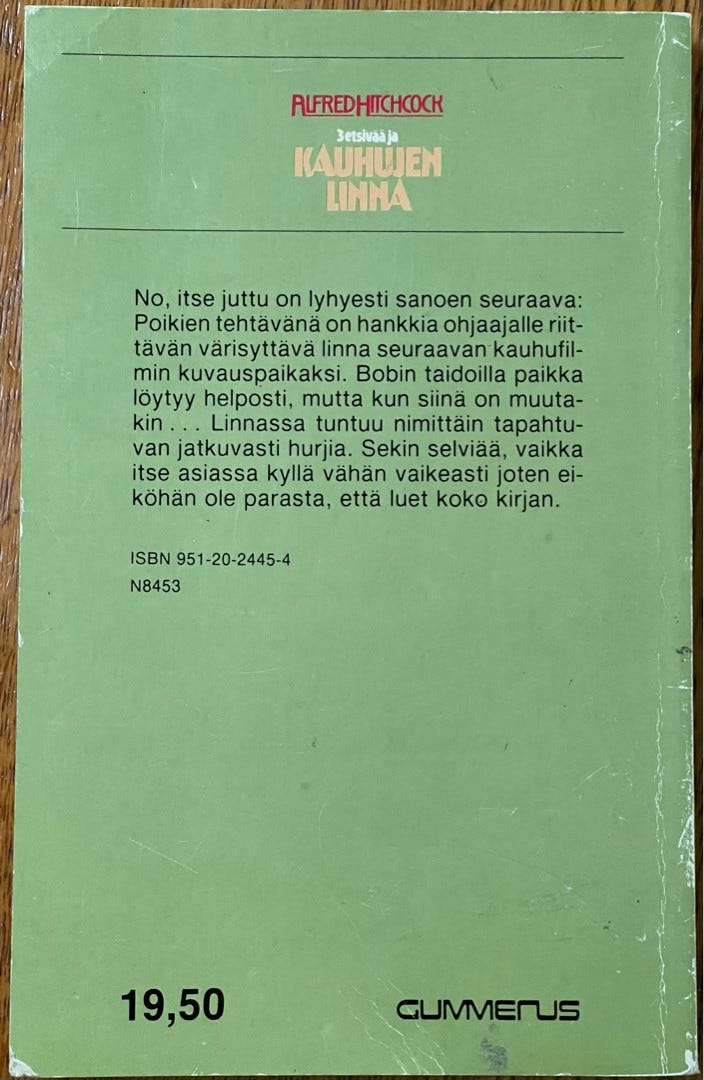 ALFRED HITCHCOCK
3 etsivää ja
KAUHUJEN
LINNA
No, itse juttu on lyhyesti sanoen seuraava:
Poikien tehtävänä on hankkia ohjaajalle riit-
tävän värisyttävä linna seuraavan kauhufil-
min kuvauspaikaksi. Bobin taidoilla paikka
löytyy helposti, mutta kun siinä on muuta-
kin . . . Linnassa tuntuu nimittäin tapahtu-
van jatkuvasti hurjia. Sekin selviää, vaikka
itse asiassa kyllä vähän vaikeasti joten ei-
köhän ole parasta, että luet koko kirjan.
ISBN 951-20-2445-4
N8453
19,50
GUMMERUS